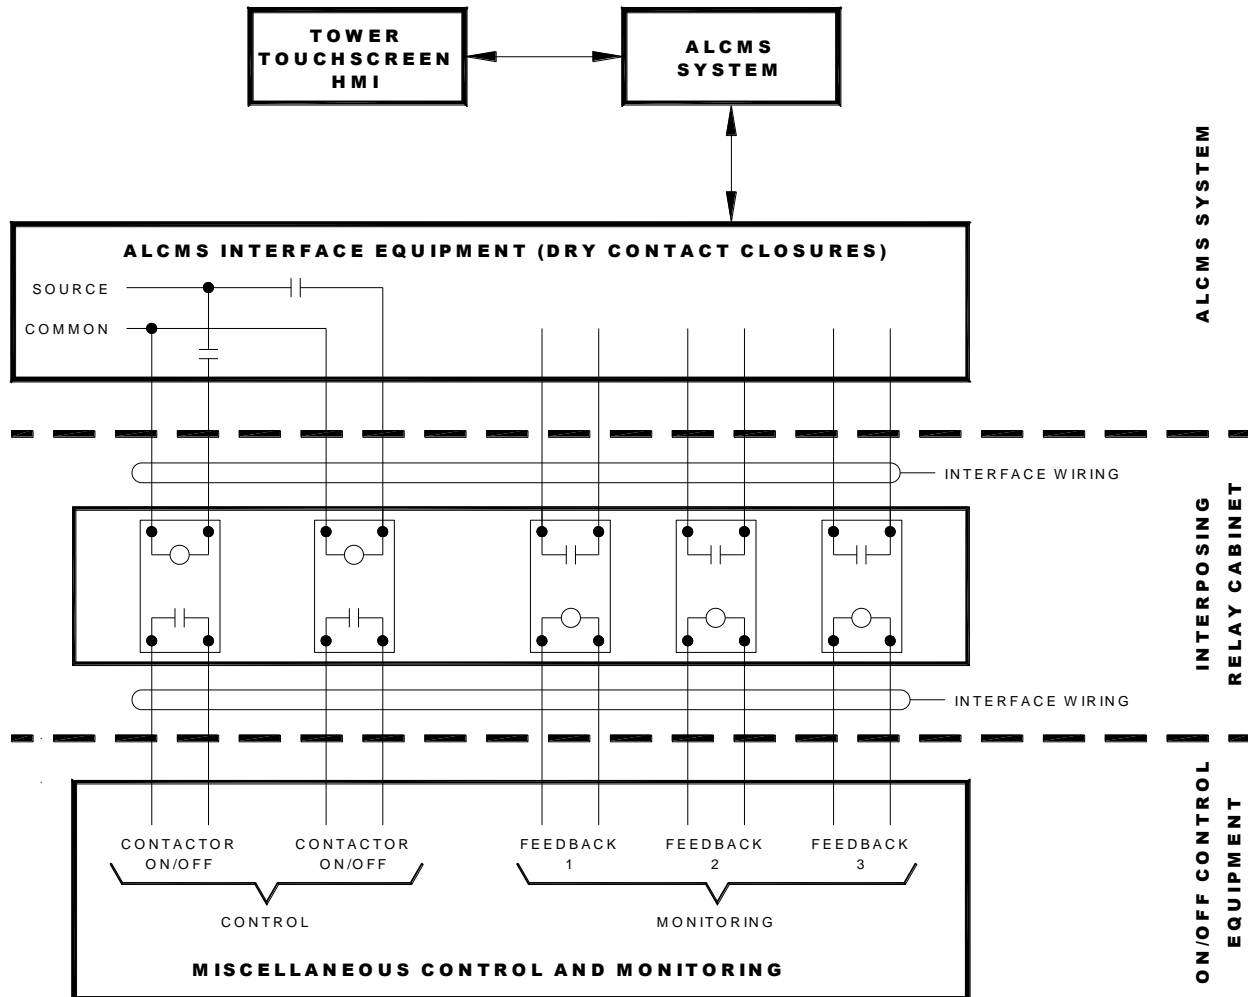 TOWER
TOUCHSCREEN
HMI
ALCMS
SYSTEM
ALCMS SYSTEM
ALCMS INTERFACE EQUIPMENT (DRY CONTACT CLOSURES)
SOURCE
COMMON
INTERFACE WIRING
INTERPOSING
RELAY CABINET
INTERFACE WIRING
ON/OFF CONTROL
EQUIPMENT
CONTACTOR
ON/OFF
CONTACTOR
ON/OFF
FEEDBACK
1
FEEDBACK
2
FEEDBACK
3
CONTROL
MONITORING
MISCELLANEOUS CONTROL AND MONITORING